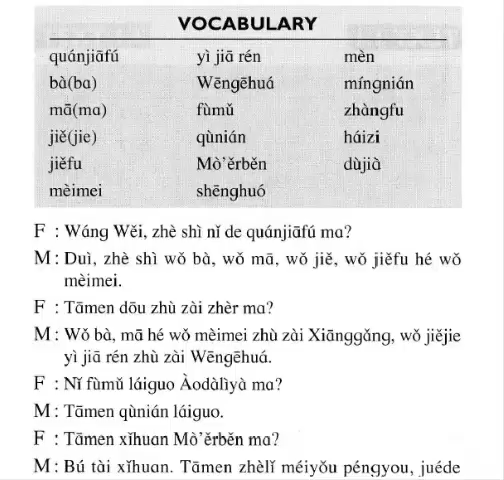 VOCABULARY
quánjiāfú yì jiā rén mèn
bà(ba) Wēngēhuá míngnián
mā(ma) fùmǔ zhàngfu
jiě(jie) qùnián háizi
jiěfu Mò'ěrběn dùjià
mèimei shēnghuó
F : Wáng Wěi, zhè shì nǐ de quánjiāfú ma?
M : Duì, zhè shì wǒ bà, wǒ mā, wǒ jiě, wǒ jiěfu hé wǒ
mèimei.
F : Tāmen dōu zhù zài zhèr ma?
M : Wǒ bà, mā hé wǒ mèimei zhù zài Xiānggǎng, wǒ jiějie
yì jiā rén zhù zài Wēngēhuá.
F : Nǐ fùmǔ láiguo Àodàlìyà ma?
M : Tāmen qùnián láiguo.
F : Tāmen xǐhuan Mò'ěrběn ma?
M : Bú tài xǐhuan. Tāmen zhèlǐ méiyǒu péngyou, juéde